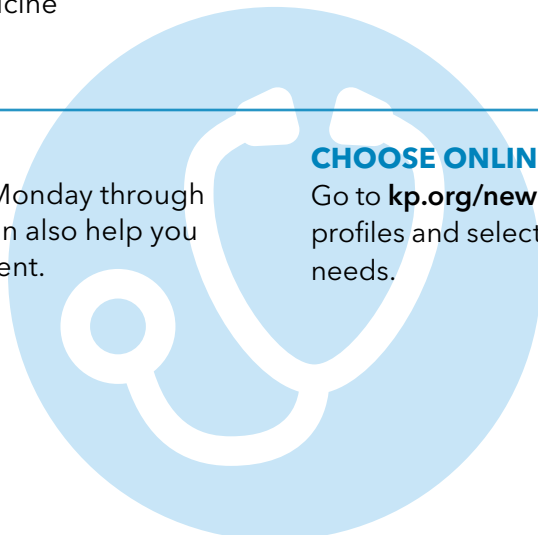 icine
Monday through
n also help you
ent.
CHOOSE ONLIN
Go to kp.org/new
profiles and select
needs.